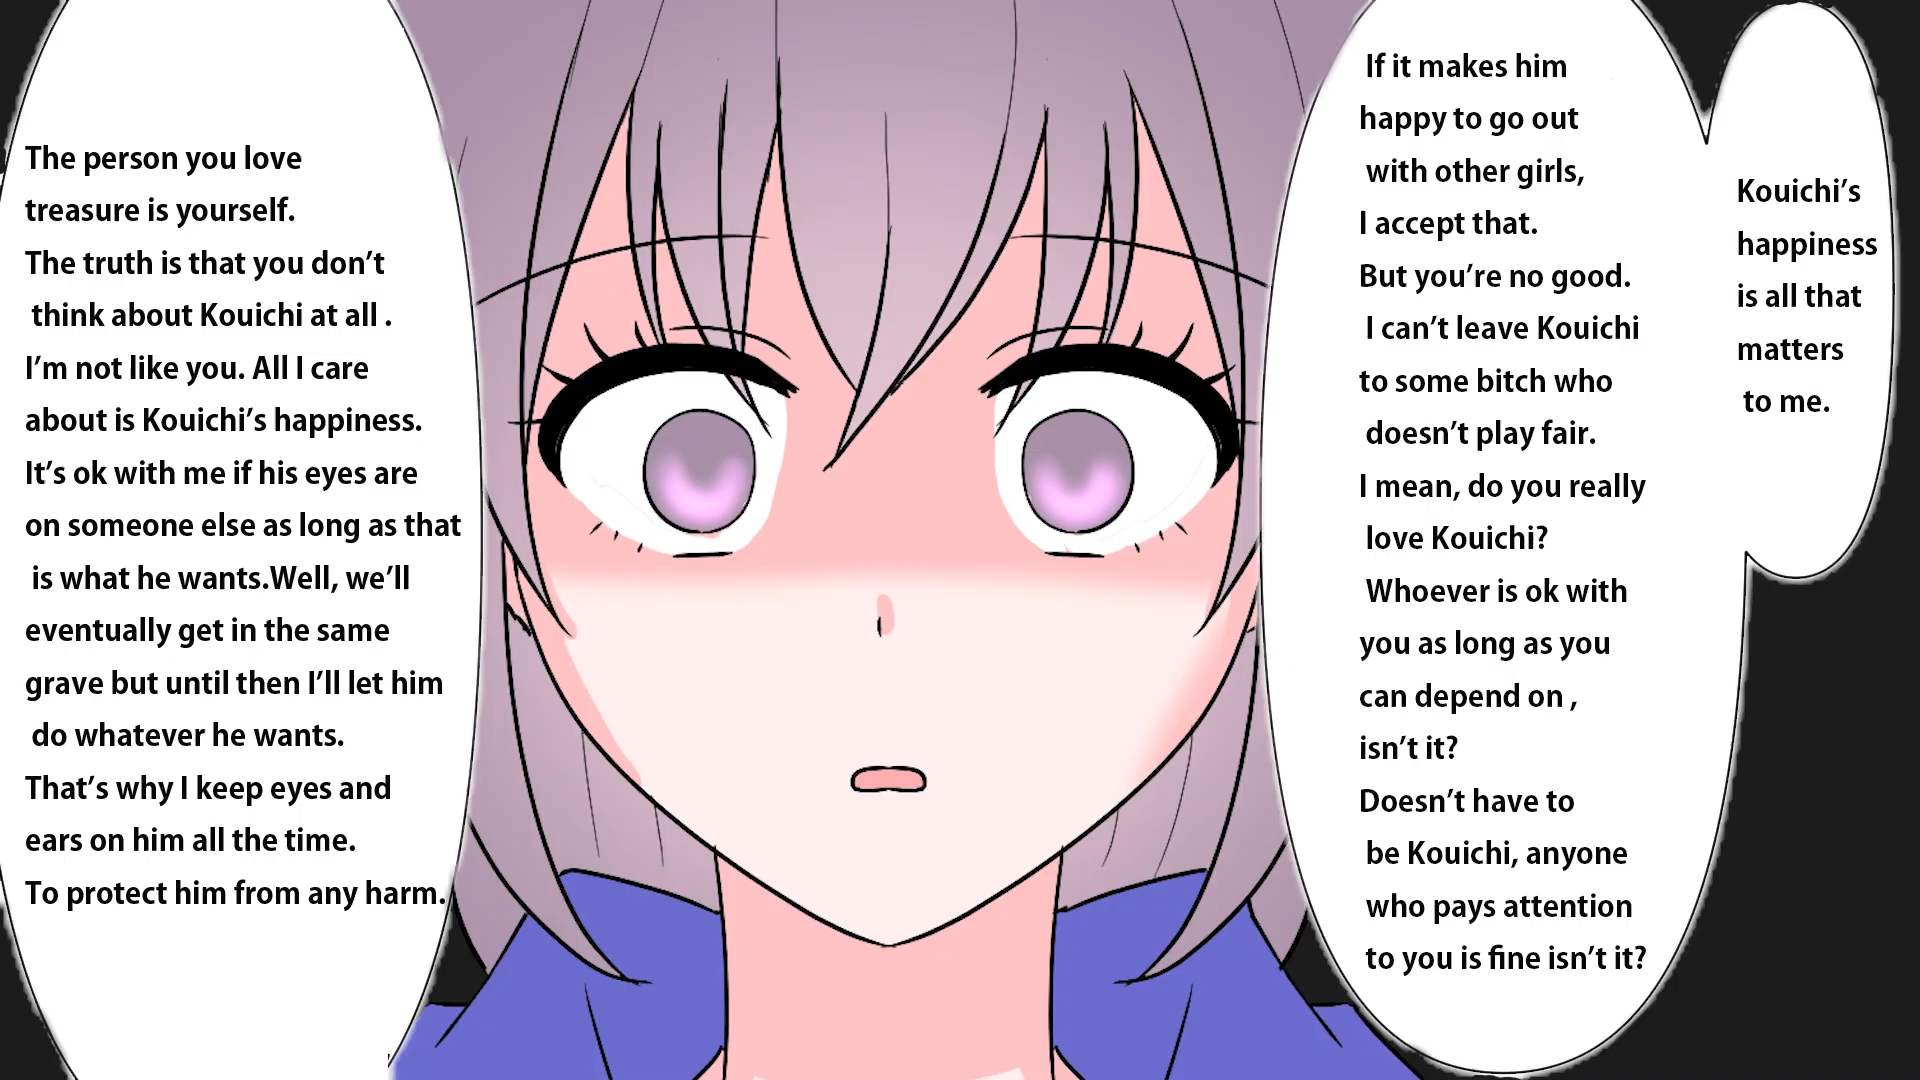 Kouichi’s
happiness
is all that
matters
to me.
If it makes him
happy to go out
with other girls,
I accept that.
But you’re no good.
I can’t leave Kouichi
to some bitch who
doesn’t play fair.
I mean, do you really
love Kouichi?
Whoever is ok with
you as long as you
can depend on ,
isn’t it?
Doesn’t have to
be Kouichi, anyone
who pays attention
to you is fine isn’t it?
The person you love
treasure is yourself.
The truth is that you don’t
think about Kouichi at all .
I’m not like you. All I care
about is Kouichi’s happiness.
It’s ok with me if his eyes are
on someone else as long as that
is what he wants.Well, we’ll
eventually get in the same
grave but until then I’ll let him
do whatever he wants.
That’s why I keep eyes and
ears on him all the time.
To protect him from any harm.